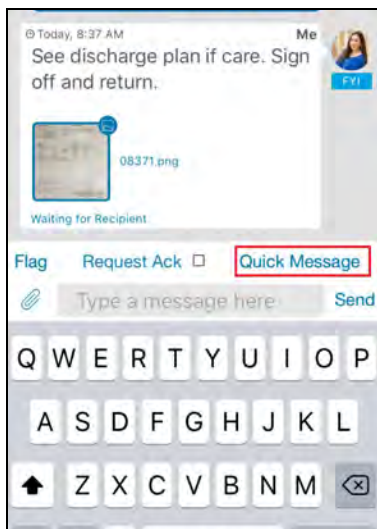 Today, 8:37 AM Me
See discharge plan if care. Sign
off and return.
FYI
08371.png
Waiting for Recipient
Flag Request Ack Quick Message
Type a message here Send
Q W E R T Y U I O P
A S D F G H J K L
Z X C V B N M